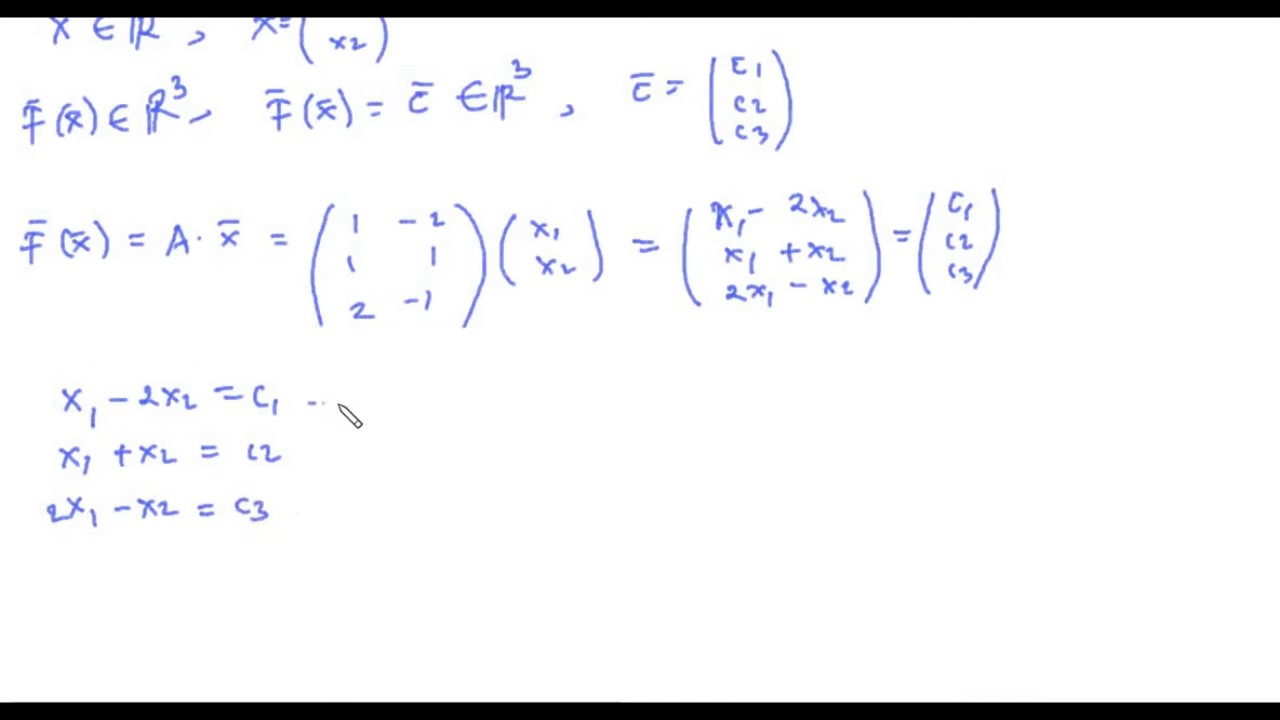 x ∈ ℝ , x = ( x2 )
F̄(x̄) ∈ ℝ³, F̄(x̄) = c̄ ∈ ℝ³ , c̄ = ( c1 c2 c3 )
F̄(x̄) = A · x̄ = ( 1 -2 1 1 2 -1 ) ( x1 x2 ) = ( x1 - 2x2 x1 + x2 2x1 - x2 ) = ( c1 c2 c3 )
x1 - 2x2 = c1 --
x1 + x2 = c2
2x1 - x2 = c3